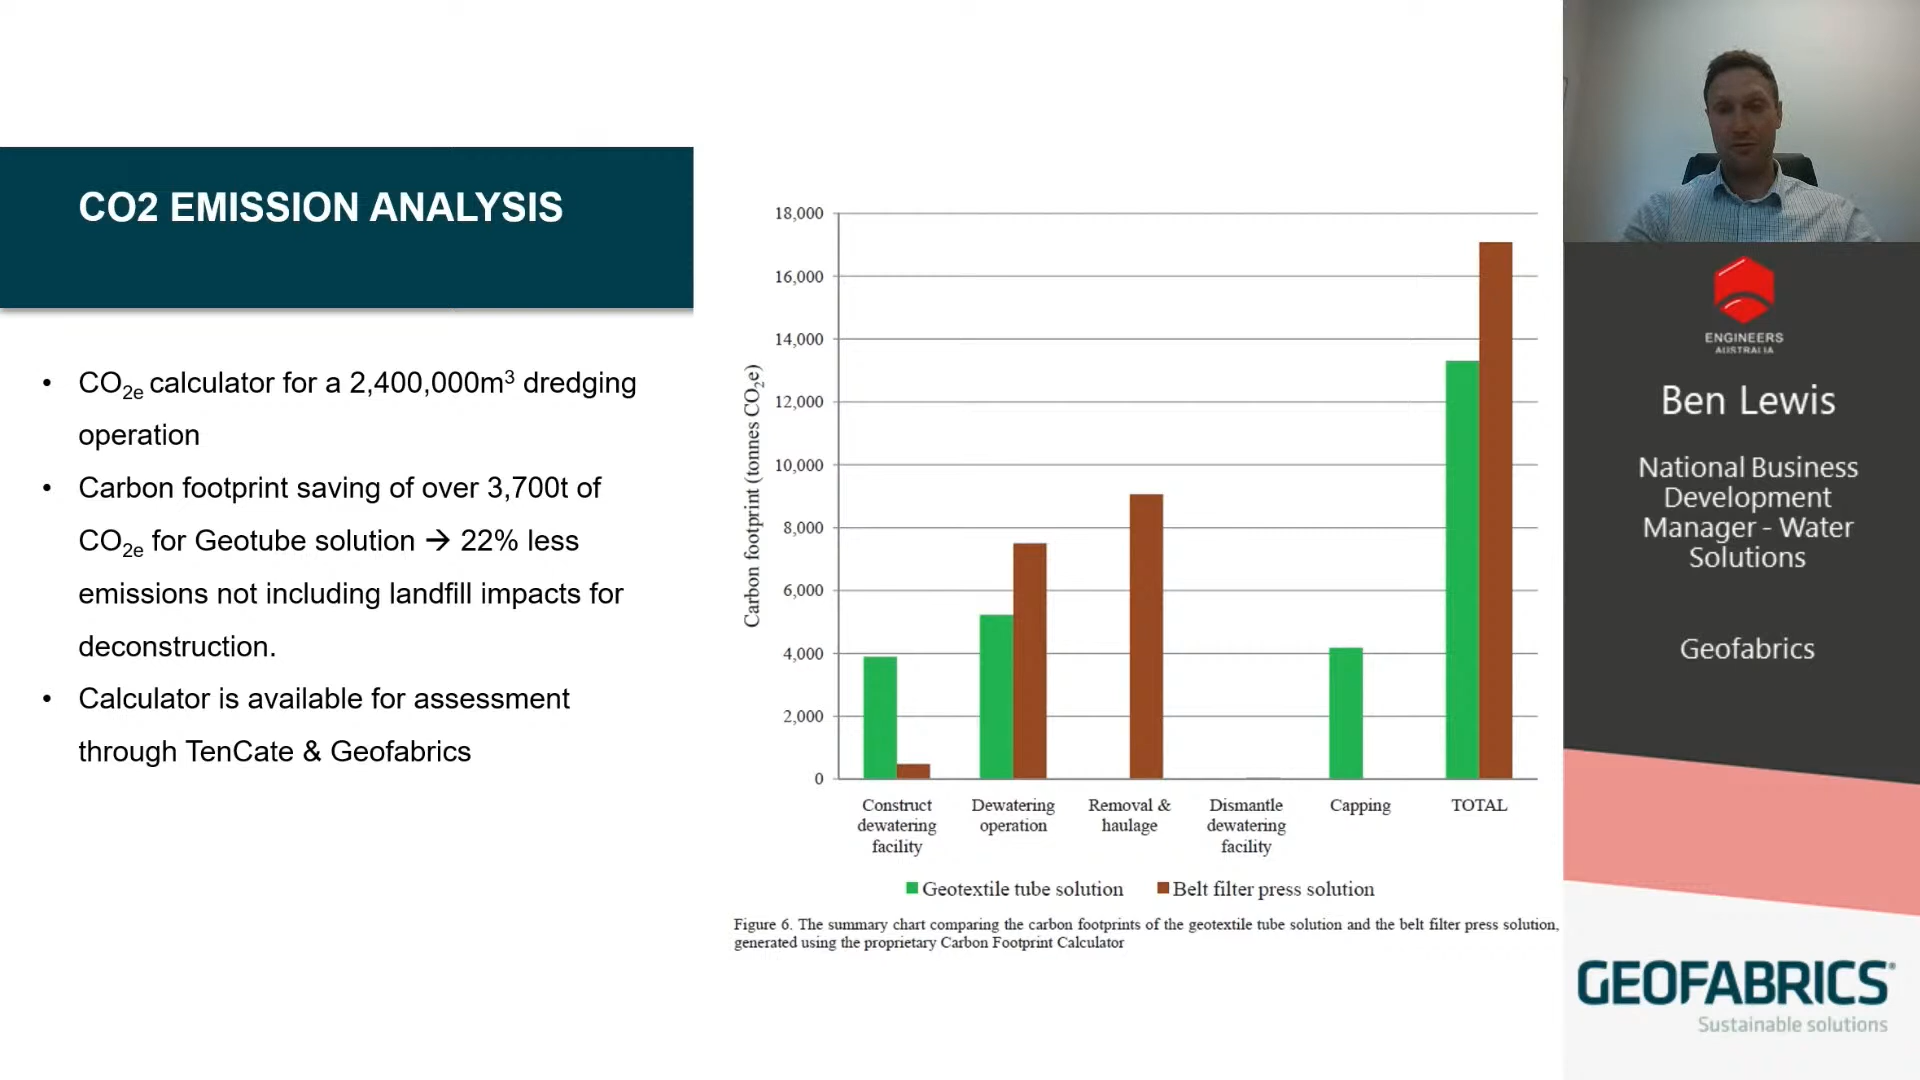 CO2 EMISSION ANALYSIS
• CO2e calculator for a 2,400,000m³ dredging
operation
• Carbon footprint saving of over 3,700t of
CO2e for Geotube solution → 22% less
emissions not including landfill impacts for
deconstruction.
• Calculator is available for assessment
through TenCate & Geofabrics
Carbon footprint (tonnes CO2e)
18,000
16,000
14,000
12,000
10,000
8,000
6,000
4,000
2,000
0
Construct
dewatering
facility
Dewatering
operation
Removal &
haulage
Dismantle
dewatering
facility
Capping
TOTAL
Geotextile tube solution
Belt filter press solution
Figure 6. The summary chart comparing the carbon footprints of the geotextile tube solution and the belt filter press solution,
generated using the proprietary Carbon Footprint Calculator
ENGINEERS
AUSTRALIA
Ben Lewis
National Business
Development
Manager - Water
Solutions
Geofabrics
GEOFABRICS®
Sustainable solutions